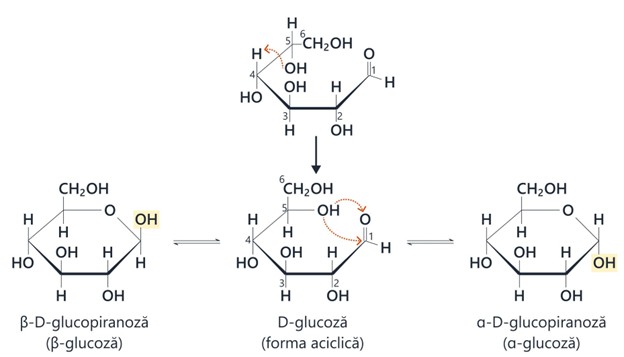 H
5 6 CH₂OH
H O
4 OH 1
OH H H
HO
3 2
H OH
6
CH₂OH CH₂OH CH₂OH
O OH 5 OH O O
H H H H H H H
H H
4 OH H 1 H
HO OH H H HO HO OH H OH
3 2
H OH H OH H OH
β-D-glucopiranoză D-glucoză α-D-glucopiranoză
(β-glucoză) (forma aciclică) (α-glucoză)